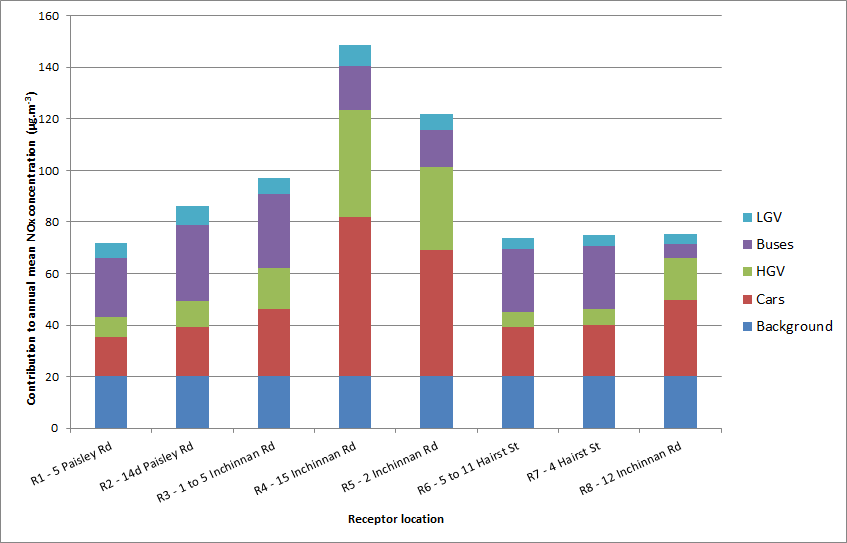 Contribution to annual mean NOx concentration (µg.m-3)
160
140
120
100
80
60
40
20
0
R1 - 5 Paisley Rd
R2 - 14d Paisley Rd
R3 - 1 to 5 Inchinnan Rd
R4 - 15 Inchinnan Rd
R5 - 2 Inchinnan Rd
R6 - 5 to 11 Hairst St
R7 - 4 Hairst St
R8 - 12 Inchinnan Rd
Receptor location
LGV
Buses
HGV
Cars
Background